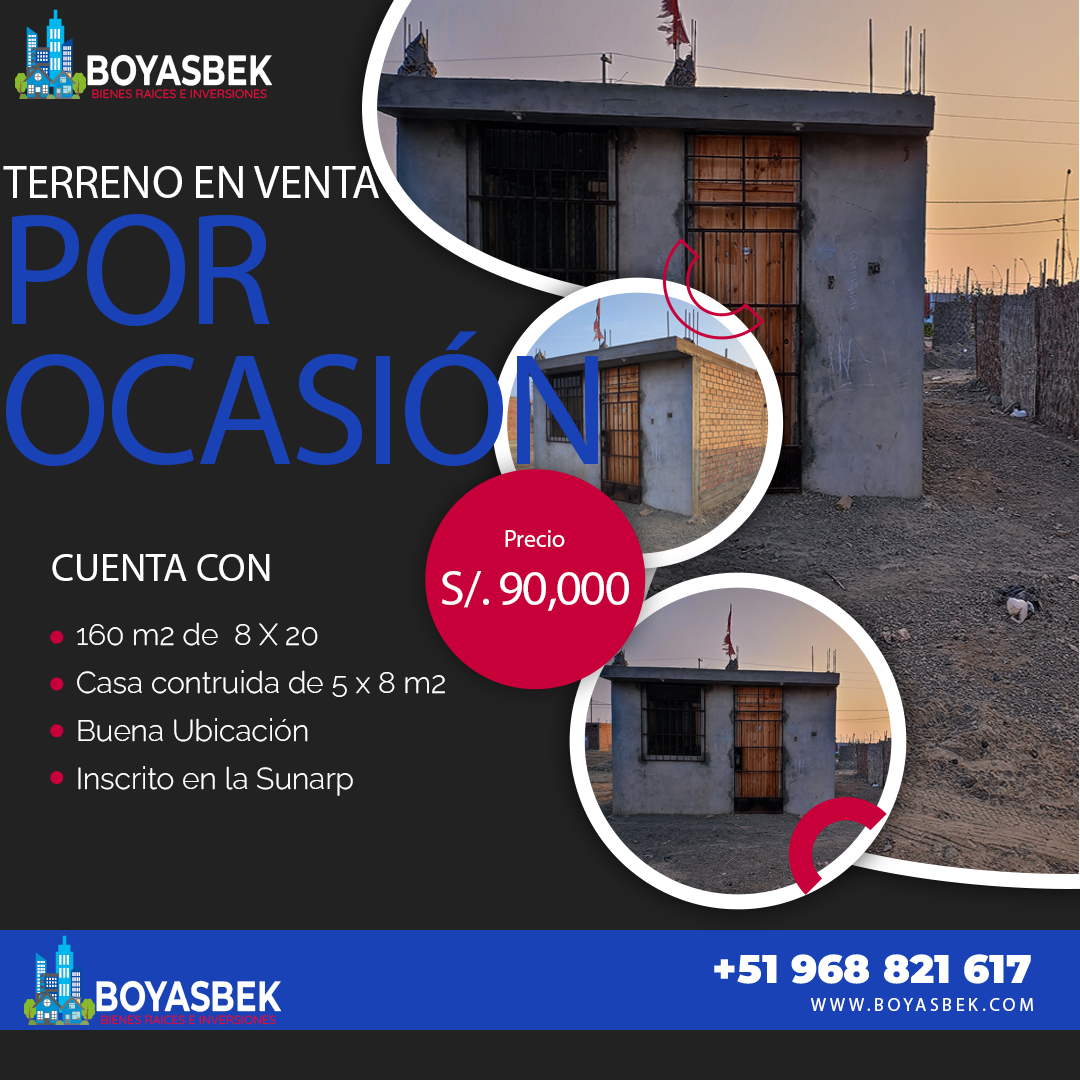 BOYASBEK
BIENES RAICES E INVERSIONES
TERRENO EN VENTA
POR
OCASIÓN
Precio
S/. 90,000
CUENTA CON
160 m2 de 8 X 20
Casa contruida de 5 x 8 m2
Buena Ubicación
Inscrito en la Sunarp
BOYASBEK
BIENES RAICES E INVERSIONES
+51 968 821 617
WWW.BOYASBEK.COM